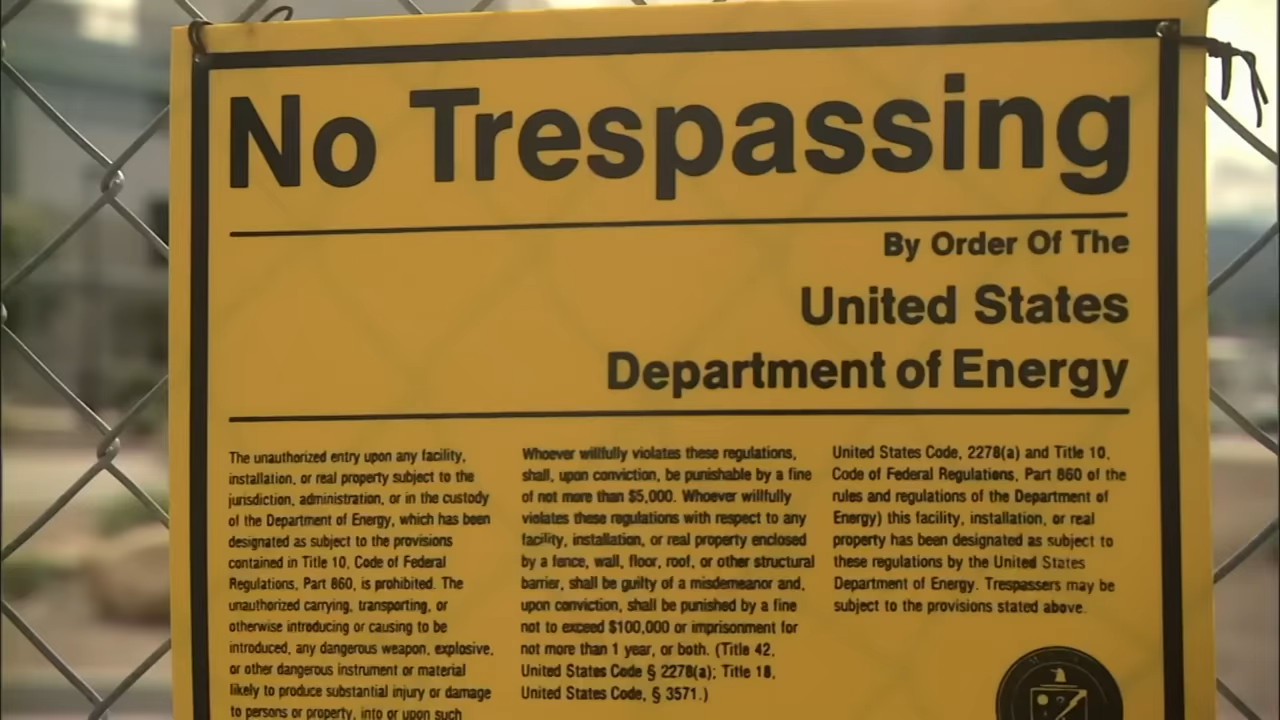 No Trespassing
By Order Of The
United States
Department of Energy
The unauthorized entry upon any facility,
installation, or real property subject to the
jurisdiction, administration, or in the custody
of the Department of Energy, which has been
designated as subject to the provisions
contained in Title 10, Code of Federal
Regulations, Part 860, is prohibited. The
unauthorized carrying, transporting, or
otherwise introducing or causing to be
introduced, any dangerous weapon, explosive,
or other dangerous instrument or material
likely to produce substantial injury or damage
to persons or property, into or upon such
Whoever willfully violates these regulations,
shall, upon conviction, be punishable by a fine
of not more than $5,000. Whoever willfully
violates these regulations with respect to any
facility, installation, or real property enclosed
by a fence, wall, floor, roof, or other structural
barrier, shall be guilty of a misdemeanor and,
upon conviction, shall be punished by a fine
not to exceed $100,000 or imprisonment for
not more than 1 year, or both. (Title 42,
United States Code § 2278(a); Title 18,
United States Code, § 3571.)
United States Code, 2278(a) and Title 10,
Code of Federal Regulations, Part 860 of the
rules and regulations of the Department of
Energy) this facility, installation, or real
property has been designated as subject to
these regulations by the United States
Department of Energy. Trespassers may be
subject to the provisions stated above.